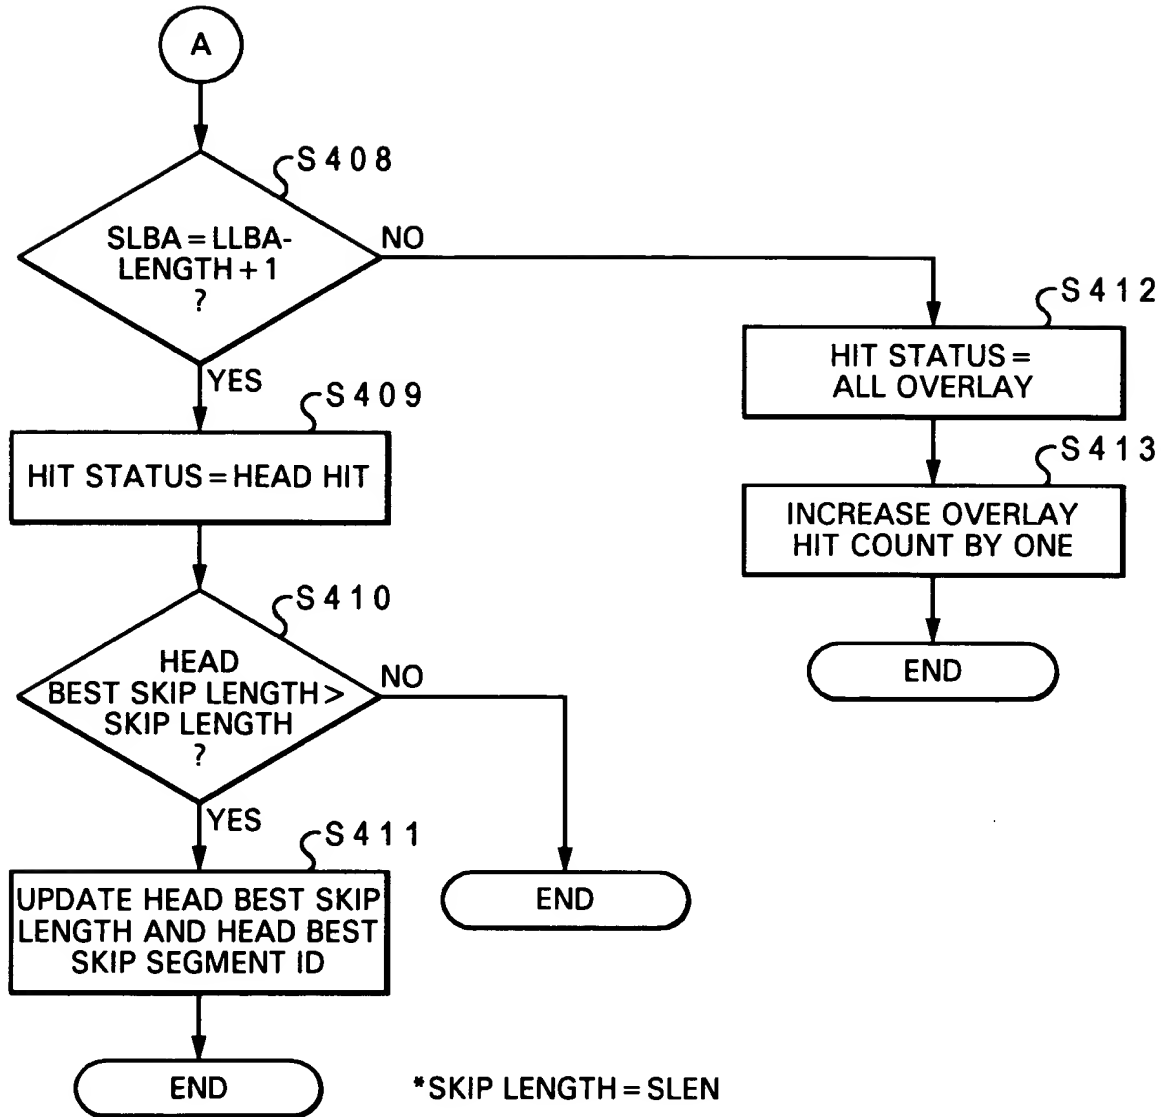 A
S408
SLBA=LLBA-
LENGTH+1
?
NO
YES
S412
HIT STATUS=
ALL OVERLAY
S409
HIT STATUS=HEAD HIT
S413
INCREASE OVERLAY
HIT COUNT BY ONE
END
S410
HEAD
BEST SKIP LENGTH>
SKIP LENGTH
?
NO
YES
S411
UPDATE HEAD BEST SKIP
LENGTH AND HEAD BEST
SKIP SEGMENT ID
END
END
*SKIP LENGTH=SLEN